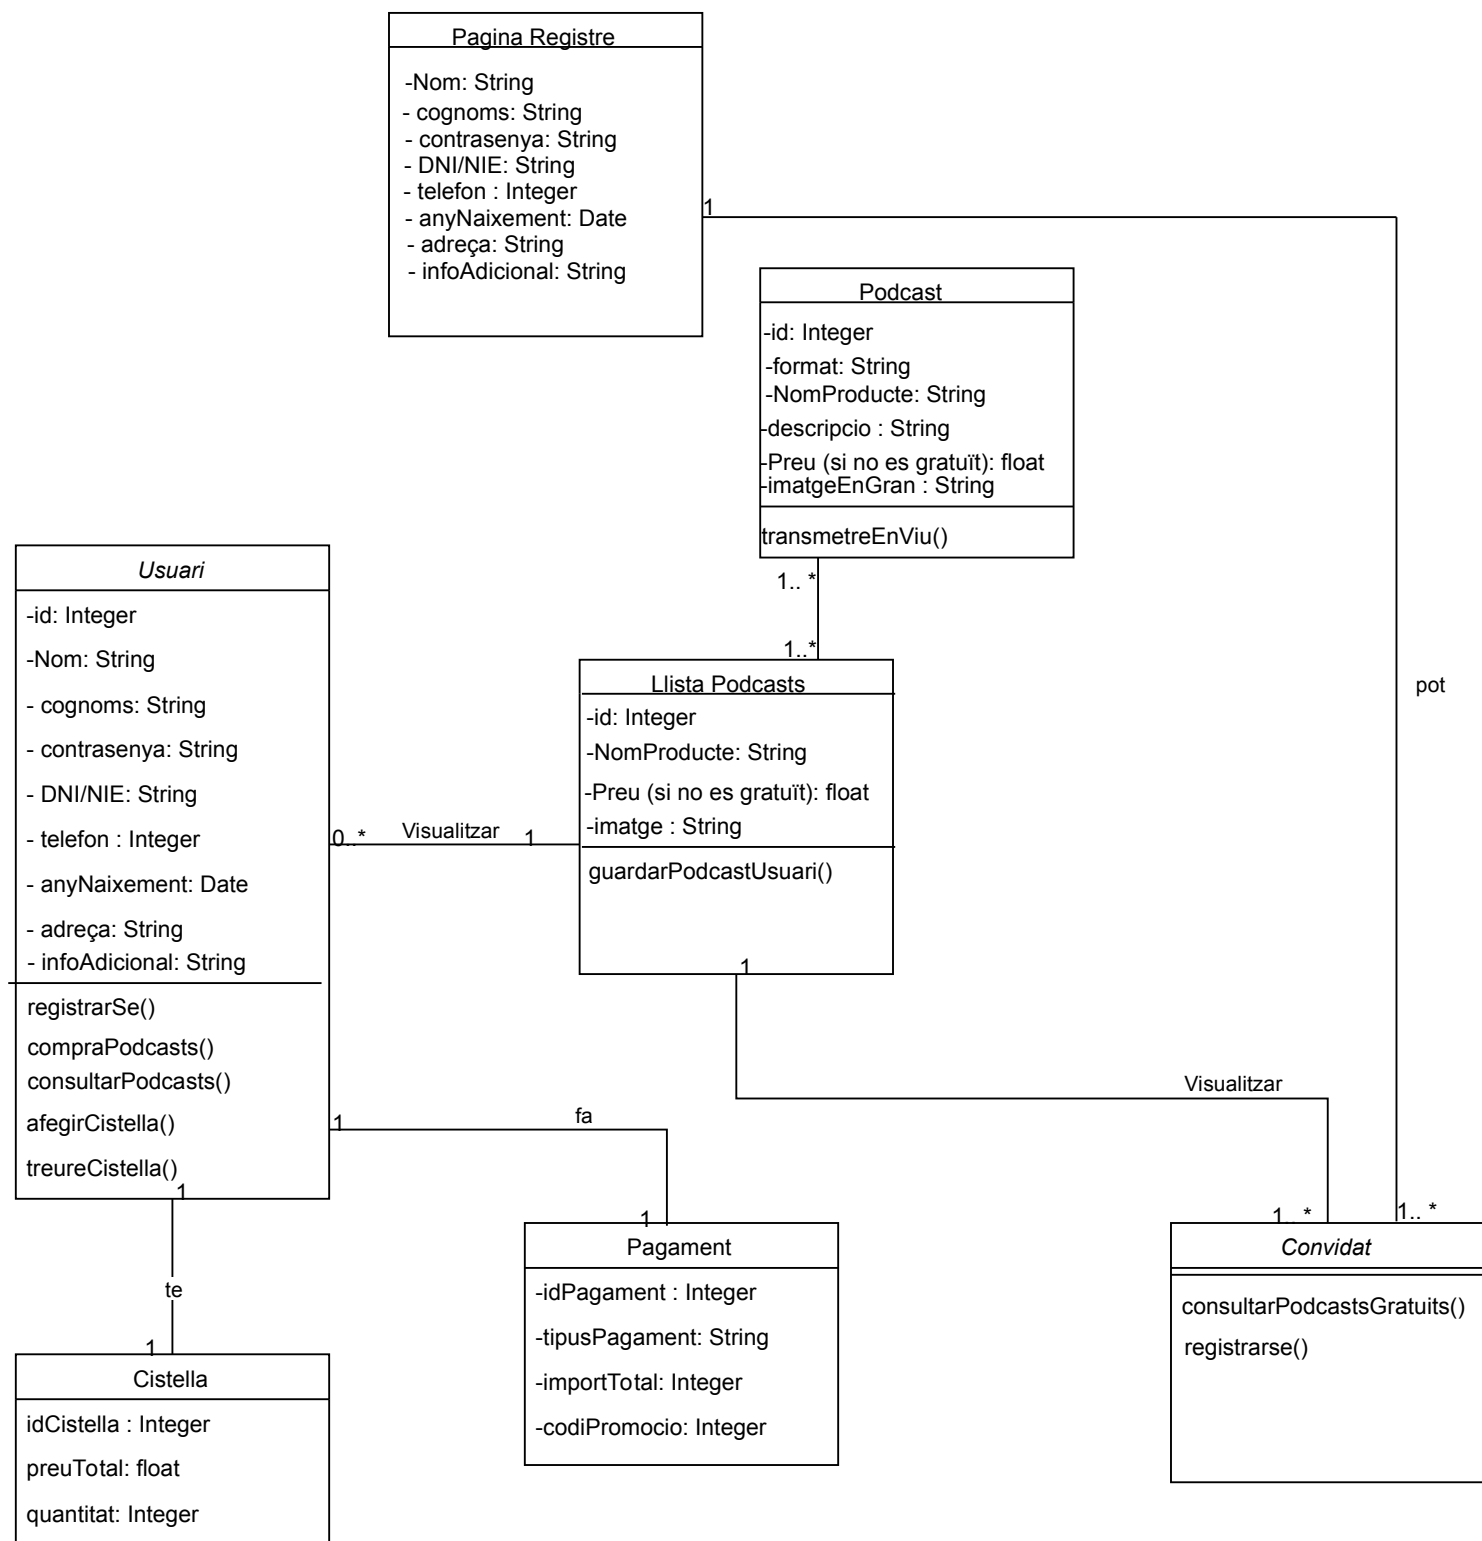 Pagina Registre
-Nom: String
- cognoms: String
- contrasenya: String
- DNI/NIE: String
- telefon : Integer
- anyNaixement: Date
- adreça: String
- infoAdicional: String
1
Podcast
-id: Integer
-format: String
-NomProducte: String
-descripcio : String
-Preu (si no es gratuït): float
-imatgeEnGran : String
transmetreEnViu()
1.. *
1..*
pot
Usuari
-id: Integer
-Nom: String
- cognoms: String
- contrasenya: String
- DNI/NIE: String
- telefon : Integer
- anyNaixement: Date
- adreça: String
- infoAdicional: String
registrarSe()
compraPodcasts()
consultarPodcasts()
afegirCistella()
treureCistella()
0..*
Visualitzar
1
Llista Podcasts
-id: Integer
-NomProducte: String
-Preu (si no es gratuït): float
-imatge : String
guardarPodcastUsuari()
1
Visualitzar
1.. *
1.. *
1
fa
1
1
te
1
Pagament
-idPagament : Integer
-tipusPagament: String
-importTotal: Integer
-codiPromocio: Integer
Convidat
consultarPodcastsGratuits()
registrarse()
Cistella
idCistella : Integer
preuTotal: float
quantitat: Integer